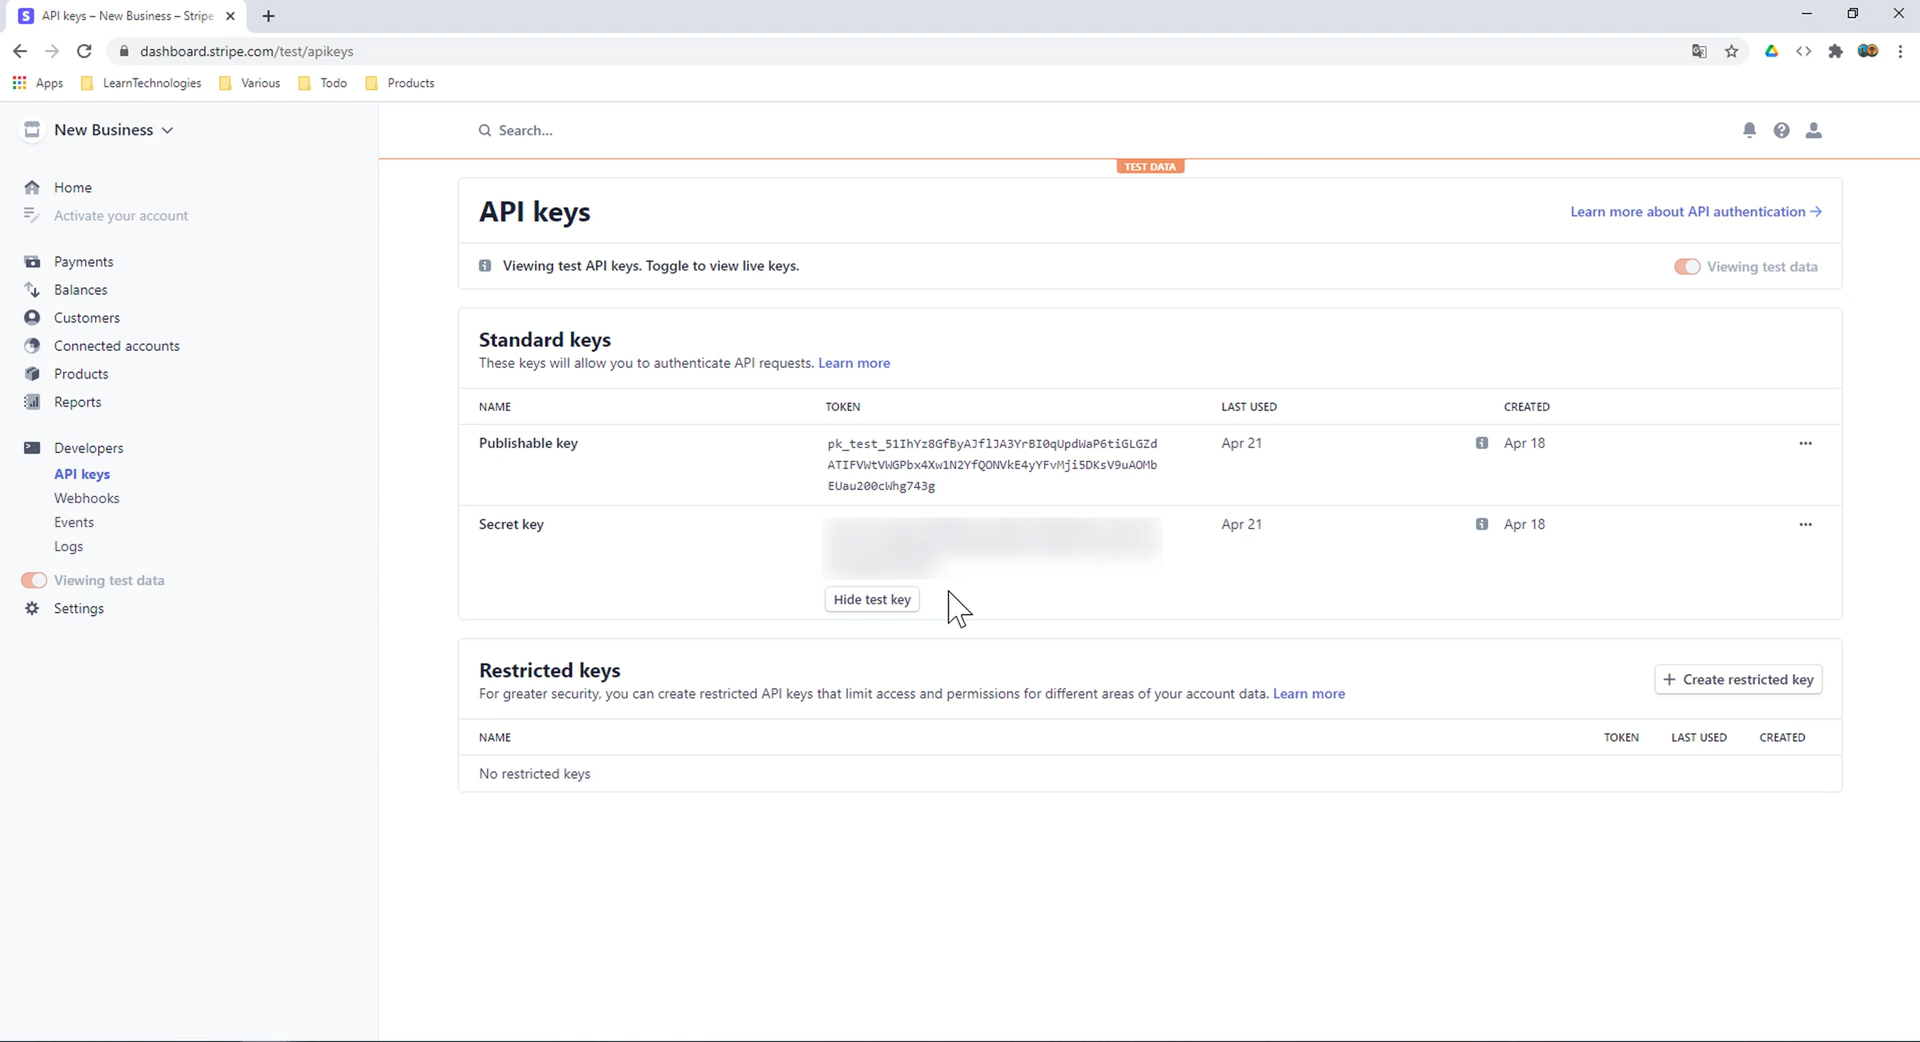 API keys – New Business – Stripe
dashboard.stripe.com/test/apikeys
Apps
LearnTechnologies
Various
Todo
Products
New Business
Search...
TEST DATA
Home
Activate your account
Payments
Balances
Customers
Connected accounts
Products
Reports
Developers
API keys
Webhooks
Events
Logs
Viewing test data
Settings
API keys
Learn more about API authentication →
Viewing test API keys. Toggle to view live keys.
Viewing test data
Standard keys
These keys will allow you to authenticate API requests. Learn more
NAME TOKEN LAST USED CREATED
Publishable key
pk_test_51IhYz8GfByAJflJA3YrBI0qUpdWaP6tiGLGZd
ATIFVWtVWGPbx4Xw1N2YfQONVkE4yYFvMji5DKsV9uAOMb
EUau200cWhg743g
Apr 21
Apr 18
Secret key
Apr 21
Apr 18
Hide test key
Restricted keys
For greater security, you can create restricted API keys that limit access and permissions for different areas of your account data. Learn more
+ Create restricted key
NAME TOKEN LAST USED CREATED
No restricted keys